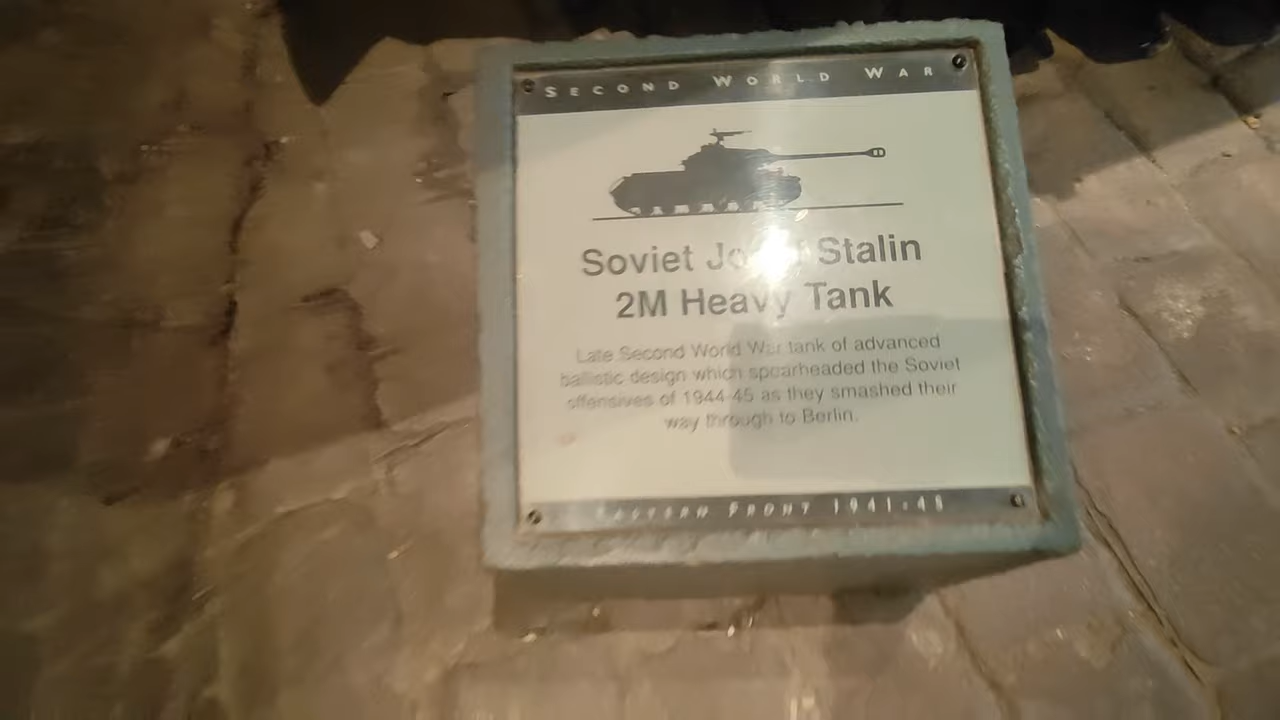 SECOND WORLD WAR
Soviet Stalin
2M Heavy Tank
Late Second World War tank of advanced
ballistic design which spearheaded the Soviet
offensives of 1944-45 as they smashed their
way through to Berlin.
EASTERN FRONT 1941-45